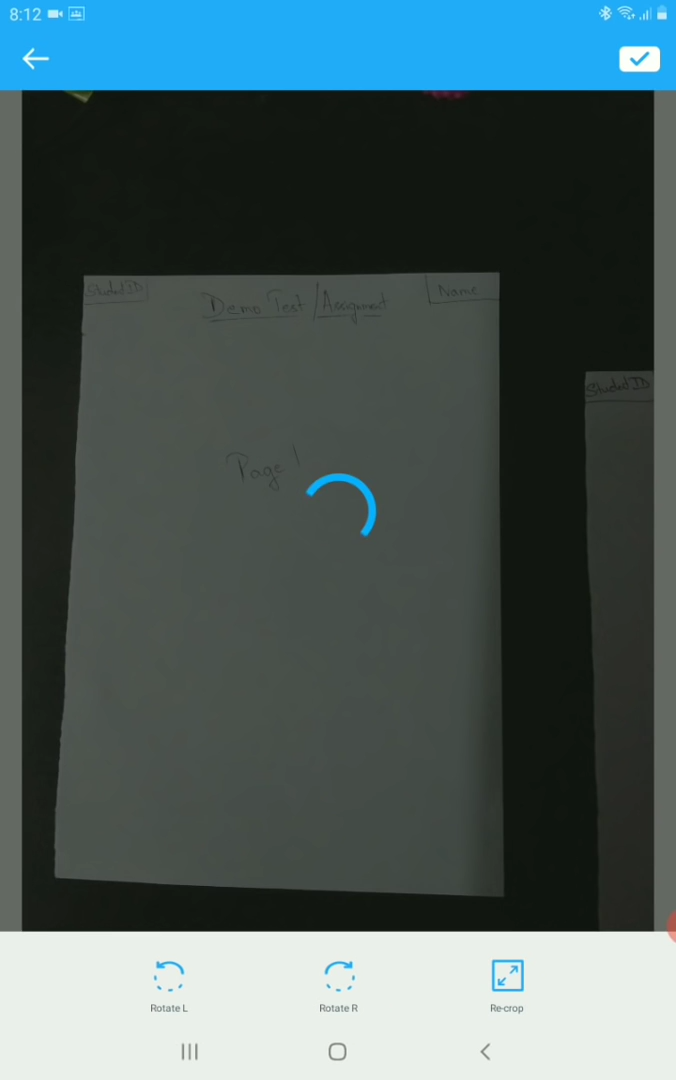 8:12
Student ID
Demo Test / Assignment
Name
Student ID
Page 1
Rotate L
Rotate R
Re-crop